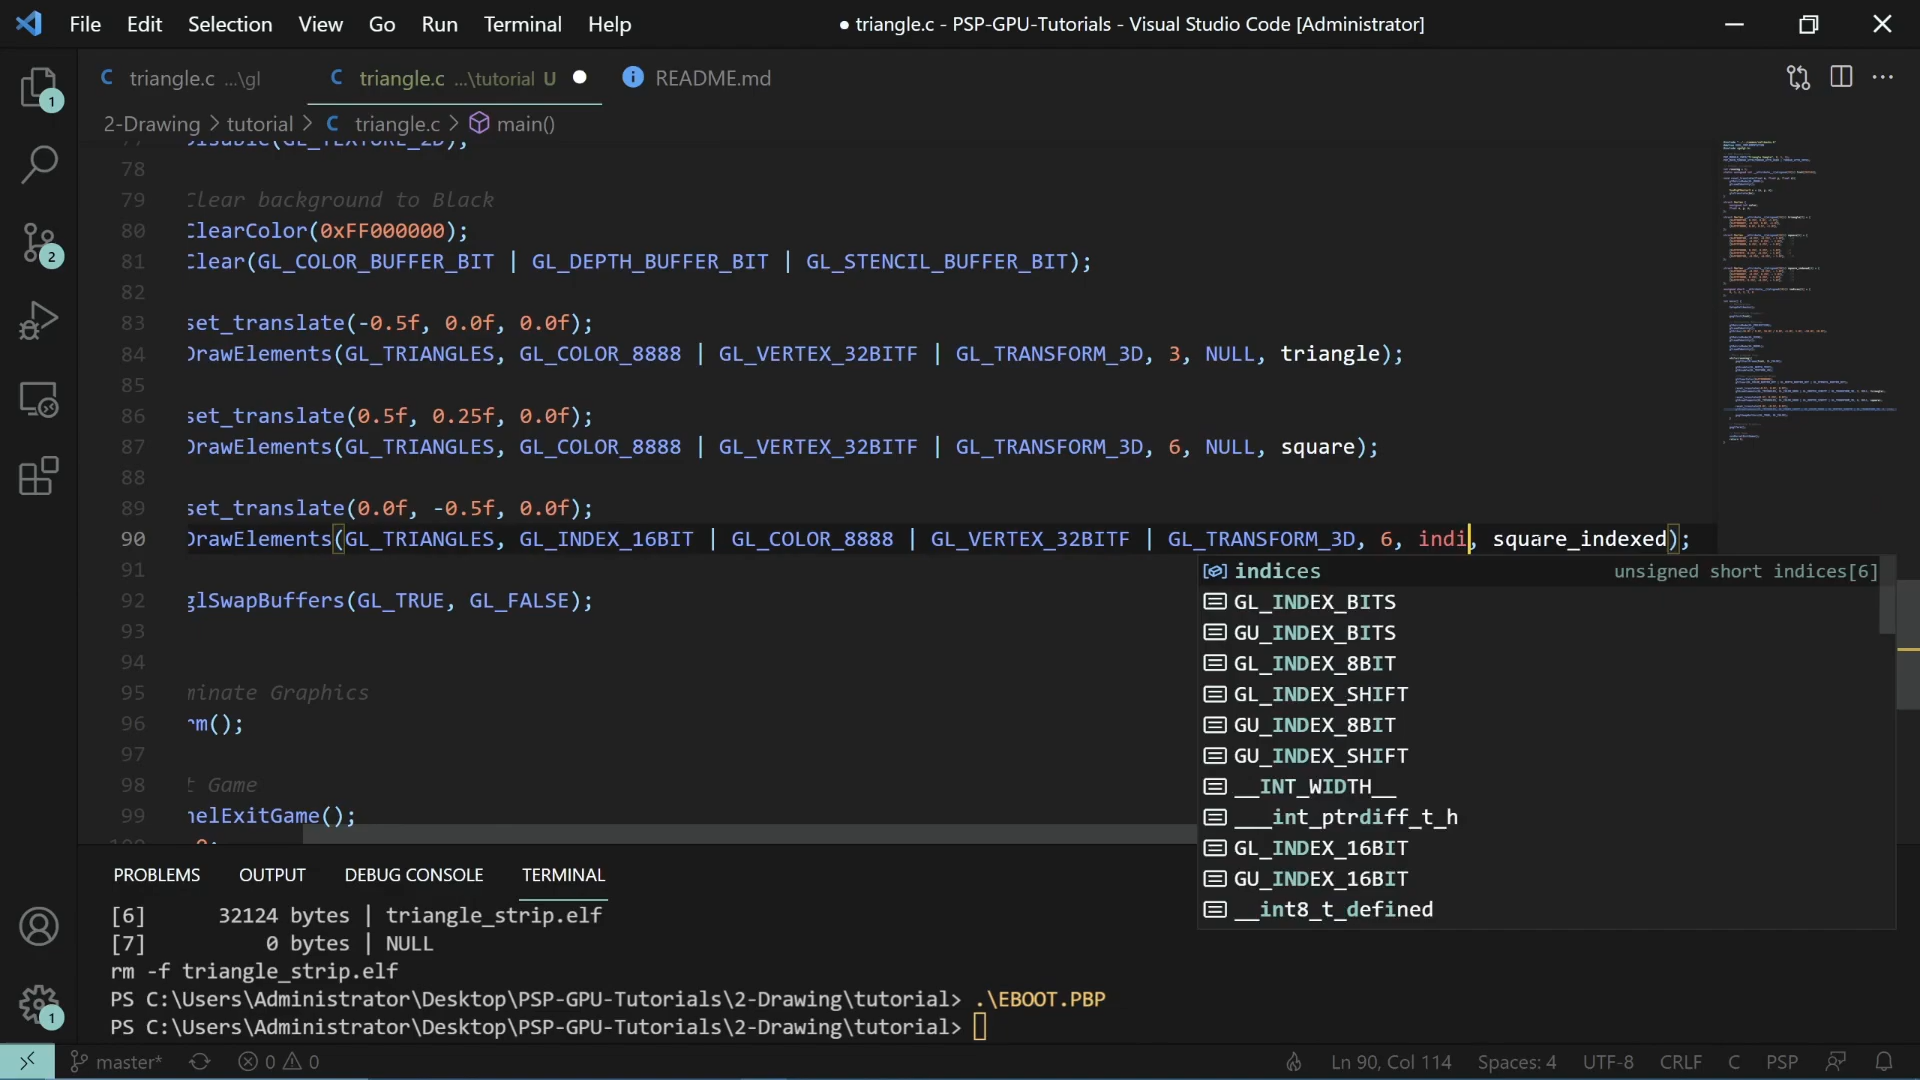 File Edit Selection View Go Run Terminal Help
● triangle.c - PSP-GPU-Tutorials - Visual Studio Code [Administrator]
C triangle.c ...\gl
C triangle.c ...\tutorial U
README.md
2-Drawing > tutorial > C triangle.c > main()
78
79 Clear background to Black
80 ClearColor(0xFF000000);
81 Clear(GL_COLOR_BUFFER_BIT | GL_DEPTH_BUFFER_BIT | GL_STENCIL_BUFFER_BIT);
82
83 set_translate(-0.5f, 0.0f, 0.0f);
84 DrawElements(GL_TRIANGLES, GL_COLOR_8888 | GL_VERTEX_32BITF | GL_TRANSFORM_3D, 3, NULL, triangle);
85
86 set_translate(0.5f, 0.25f, 0.0f);
87 DrawElements(GL_TRIANGLES, GL_COLOR_8888 | GL_VERTEX_32BITF | GL_TRANSFORM_3D, 6, NULL, square);
88
89 set_translate(0.0f, -0.5f, 0.0f);
90 DrawElements(GL_TRIANGLES, GL_INDEX_16BIT | GL_COLOR_8888 | GL_VERTEX_32BITF | GL_TRANSFORM_3D, 6, indi, square_indexed);
91
92 glSwapBuffers(GL_TRUE, GL_FALSE);
93
94
95 minate Graphics
96 rm();
97
98 t Game
99 nelExitGame();
indices unsigned short indices[6]
GL_INDEX_BITS
GU_INDEX_BITS
GL_INDEX_8BIT
GL_INDEX_SHIFT
GU_INDEX_8BIT
GU_INDEX_SHIFT
__INT_WIDTH__
___int_ptrdiff_t_h
GL_INDEX_16BIT
GU_INDEX_16BIT
__int8_t_defined
PROBLEMS OUTPUT DEBUG CONSOLE TERMINAL
[6] 32124 bytes | triangle_strip.elf
[7] 0 bytes | NULL
rm -f triangle_strip.elf
PS C:\Users\Administrator\Desktop\PSP-GPU-Tutorials\2-Drawing\tutorial> .\EBOOT.PBP
PS C:\Users\Administrator\Desktop\PSP-GPU-Tutorials\2-Drawing\tutorial>
1
2
1
master* 0 0 Ln 90, Col 114 Spaces: 4 UTF-8 CRLF C PSP